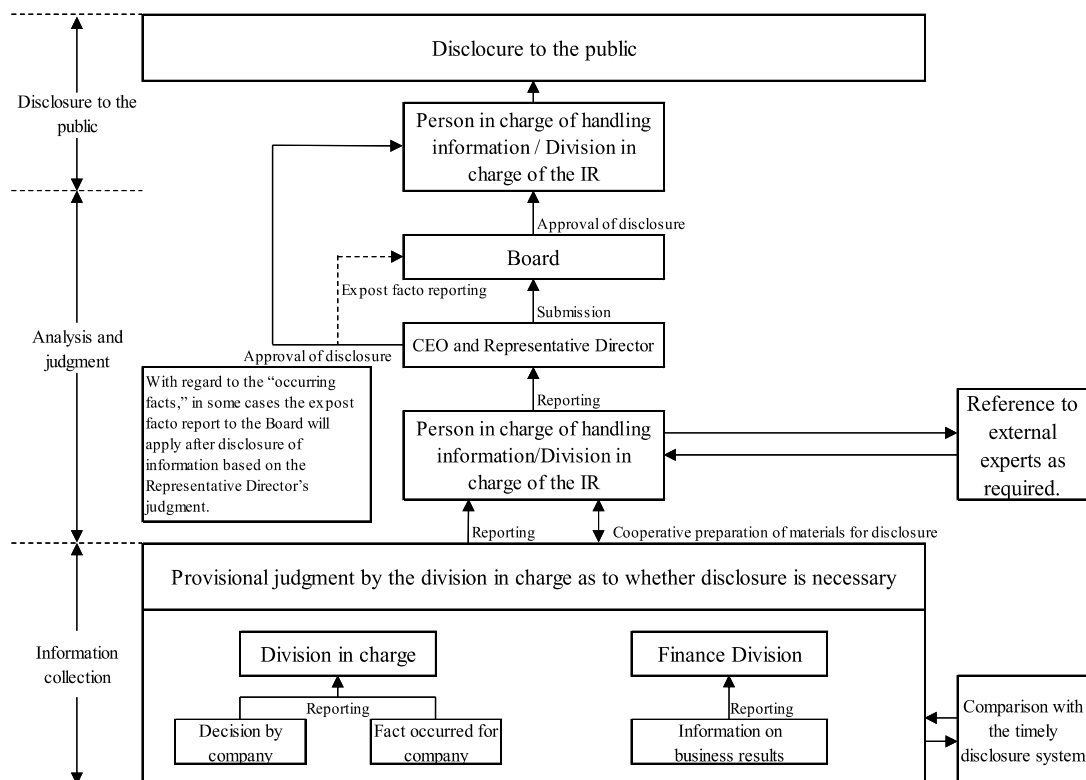 Disclocure to the public
Disclosure to the
public
Person in charge of handling
information / Division in
charge of the IR
Approval of disclosure
Board
Expost facto reporting
Submission
Analysis and
judgment
CEO and Representative Director
Approval of disclosure
With regard to the “occurring
facts,” in some cases the expost
facto report to the Board will
apply after disclosure of
information based on the
Representative Director’s
judgment.
Reporting
Person in charge of handling
information/Division in
charge of the IR
Reference to
external
experts as
required.
Reporting
Cooperative preparation of materials for disclosure
Provisional judgment by the division in charge as to whether disclosure is necessary
Information
collection
Division in charge
Finance Division
Reporting
Reporting
Decision by
company
Fact occurred for
company
Information on
business results
Comparison with
the timely
disclosure system